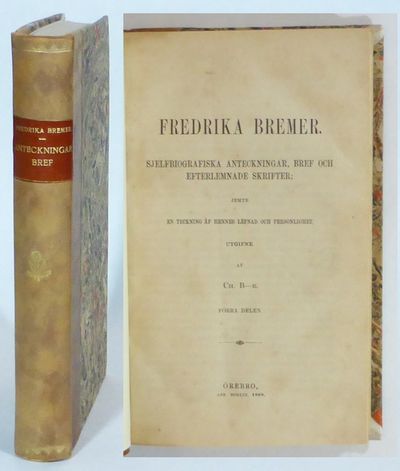 FREDRIKA BREMER
ANTECKNINGAR
BREF
FREDRIKA BREMER.
SJELFBIOGRAFISKA ANTECKNINGAR, BREF OCH
EFTERLEMNADE SKRIFTER;
JEMTE
EN TECKNING AF HENNES LEFNAD OCH PERSONLIGHET,
UTGIFNE
AF
CH. B—R.
FÖRRA DELEN.
ÖREBRO,
1868.